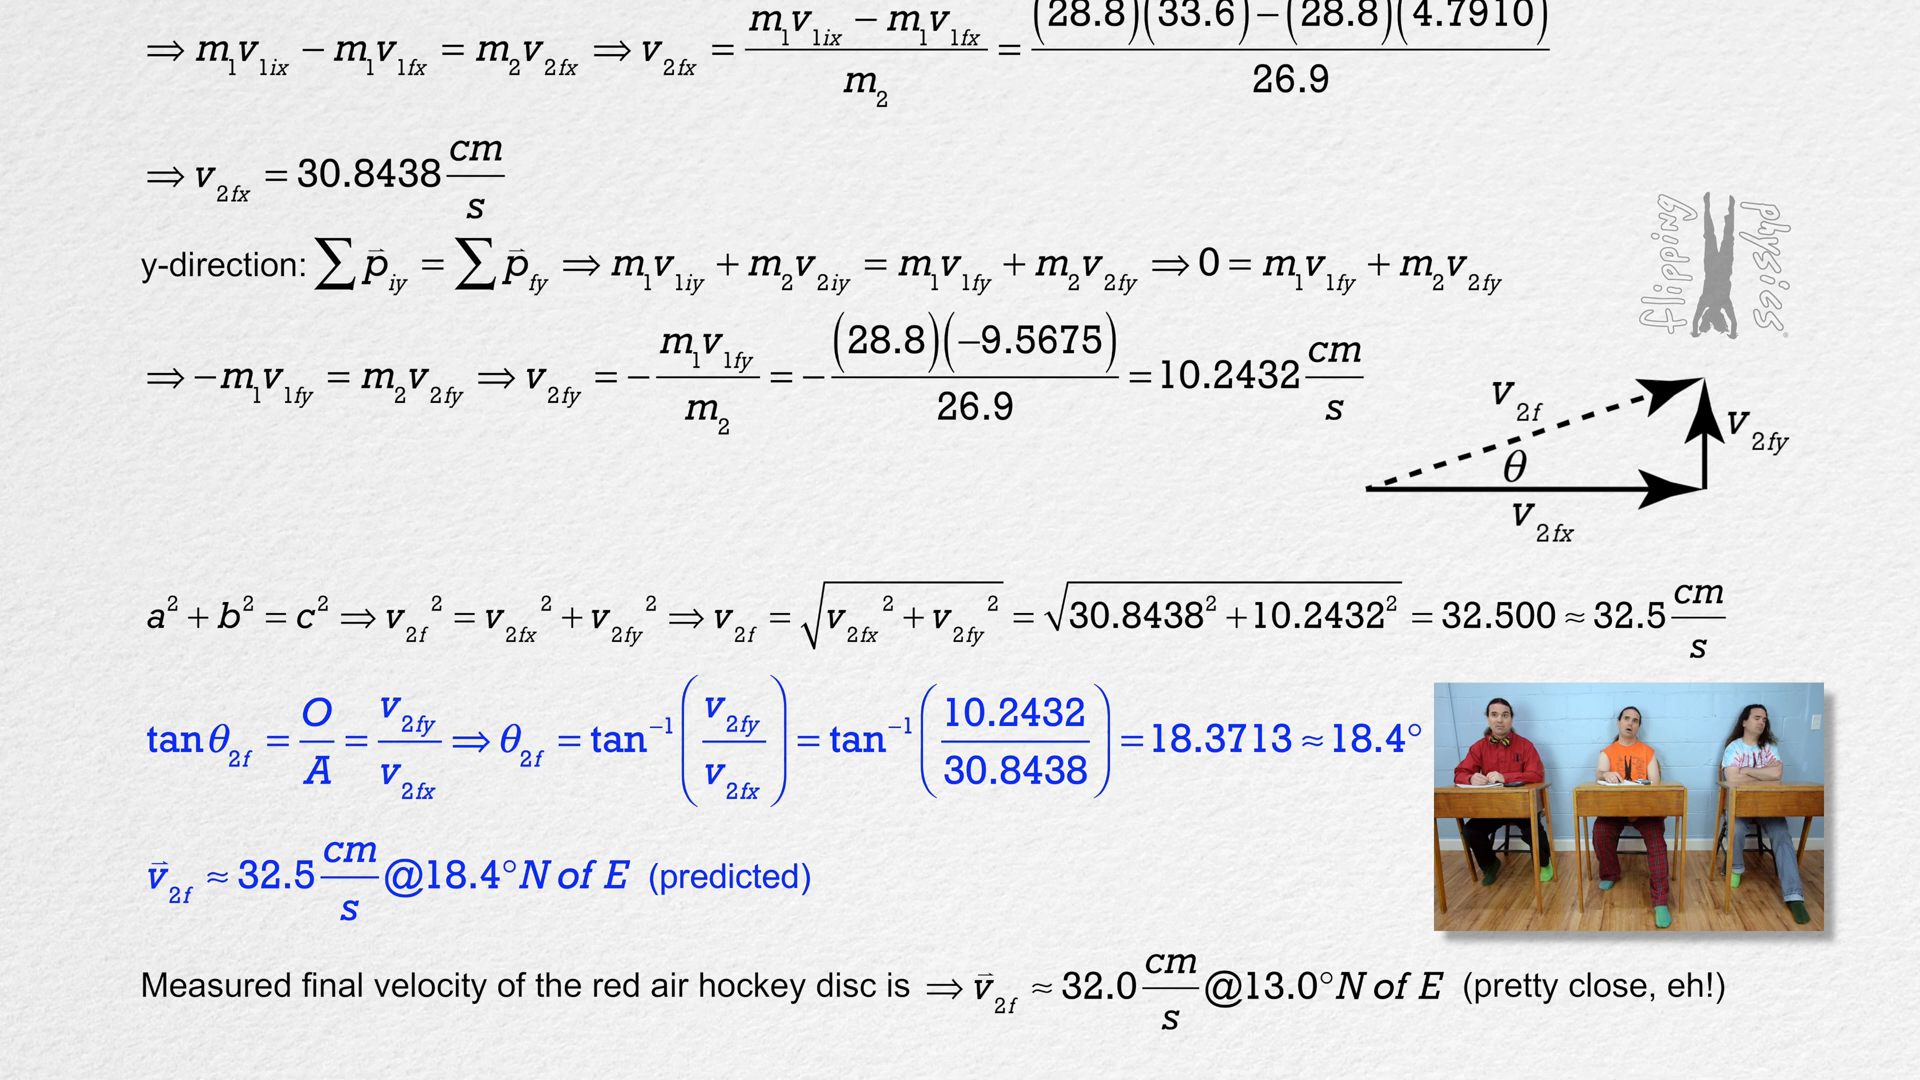 ⇒ m₁v₁ix − m₁v₁fx = m₂v₂fx ⇒ v₂fx = (m₁v₁ix − m₁v₁fx) / m₂ = ((28.8)(33.6) − (28.8)(4.7910)) / 26.9
⇒ v₂fx = 30.8438 cm/s
flipping physics
y-direction: ∑p⃗iy = ∑p⃗fy ⇒ m₁v₁iy + m₂v₂iy = m₁v₁fy + m₂v₂fy ⇒ 0 = m₁v₁fy + m₂v₂fy
⇒ −m₁v₁fy = m₂v₂fy ⇒ v₂fy = − m₁v₁fy / m₂ = − (28.8)(−9.5675) / 26.9 = 10.2432 cm/s
v₂f
v₂fy
θ
v₂fx
a² + b² = c² ⇒ v₂f² = v₂fx² + v₂fy² ⇒ v₂f = √(v₂fx² + v₂fy²) = √(30.8438² + 10.2432²) = 32.500 ≈ 32.5 cm/s
tanθ₂f = O/A = v₂fy/v₂fx ⇒ θ₂f = tan⁻¹(v₂fy/v₂fx) = tan⁻¹(10.2432/30.8438) = 18.3713 ≈ 18.4°
v⃗₂f ≈ 32.5 cm/s @18.4° N of E (predicted)
Measured final velocity of the red air hockey disc is ⇒ v⃗₂f ≈ 32.0 cm/s @13.0° N of E (pretty close, eh!)